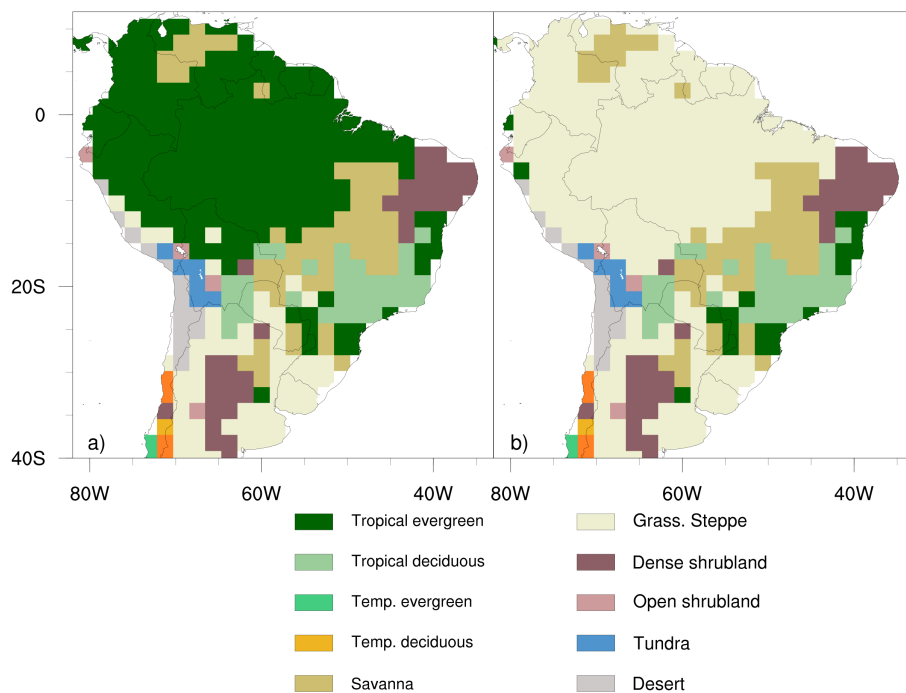 0
20S
40S
a)
b)
80W
60W
40W
80W
60W
40W
Tropical evergreen
Grass. Steppe
Tropical deciduous
Dense shrubland
Temp. evergreen
Open shrubland
Temp. deciduous
Tundra
Savanna
Desert